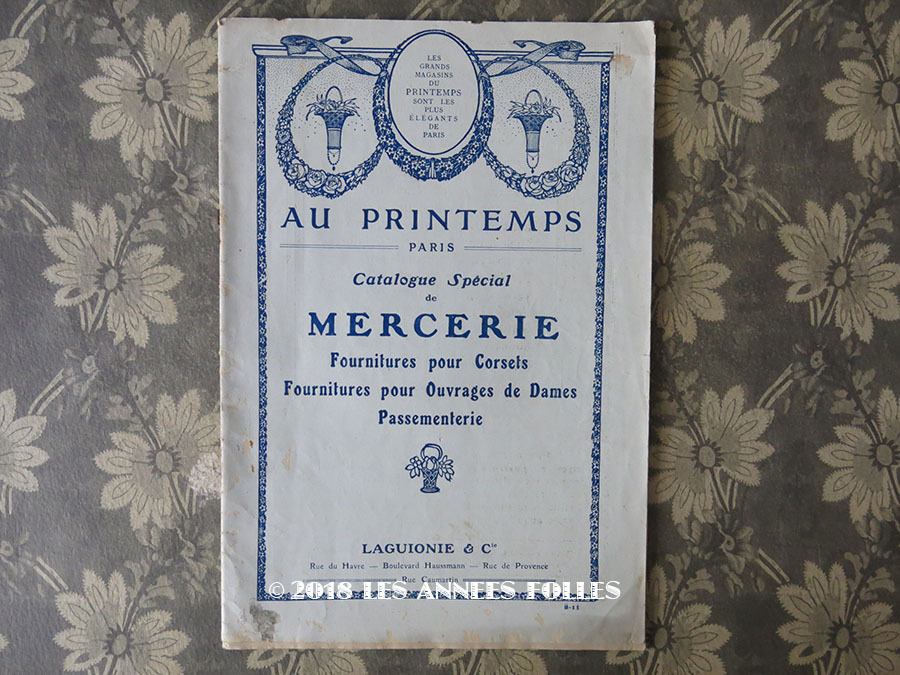 LES
GRANDS
MAGASINS
DU
PRINTEMPS
SONT LES
PLUS
ÉLÉGANTS
DE
PARIS
AU PRINTEMPS
PARIS
Catalogue Spécial
de
MERCERIE
Fournitures pour Corsets
Fournitures pour Ouvrages de Dames
Passementerie
LAGUIONIE & Cie
Rue du Havre — Boulevard Haussmann — Rue de Provence
Rue Caumartin
© 2018 LES ANNEES FOLLES